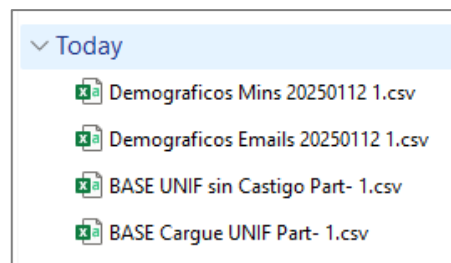 Today
Demograficos Mins 20250112 1.csv
Demograficos Emails 20250112 1.csv
BASE UNIF sin Castigo Part- 1.csv
BASE Cargue UNIF Part- 1.csv